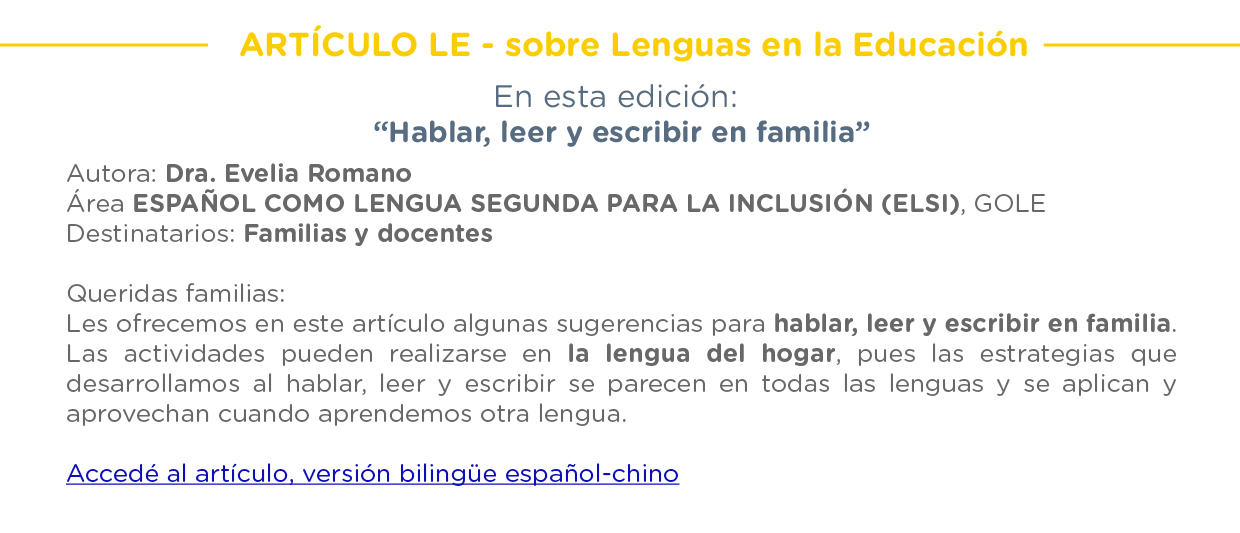 ARTÍCULO LE - sobre Lenguas en la Educación
En esta edición:
“Hablar, leer y escribir en familia”
Autora: Dra. Evelia Romano
Área ESPAÑOL COMO LENGUA SEGUNDA PARA LA INCLUSIÓN (ELSI), GOLE
Destinatarios: Familias y docentes
Queridas familias:
Les ofrecemos en este artículo algunas sugerencias para hablar, leer y escribir en familia.
Las actividades pueden realizarse en la lengua del hogar, pues las estrategias que
desarrollamos al hablar, leer y escribir se parecen en todas las lenguas y se aplican y
aprovechan cuando aprendemos otra lengua.
Accedé al artículo, versión bilingüe español-chino